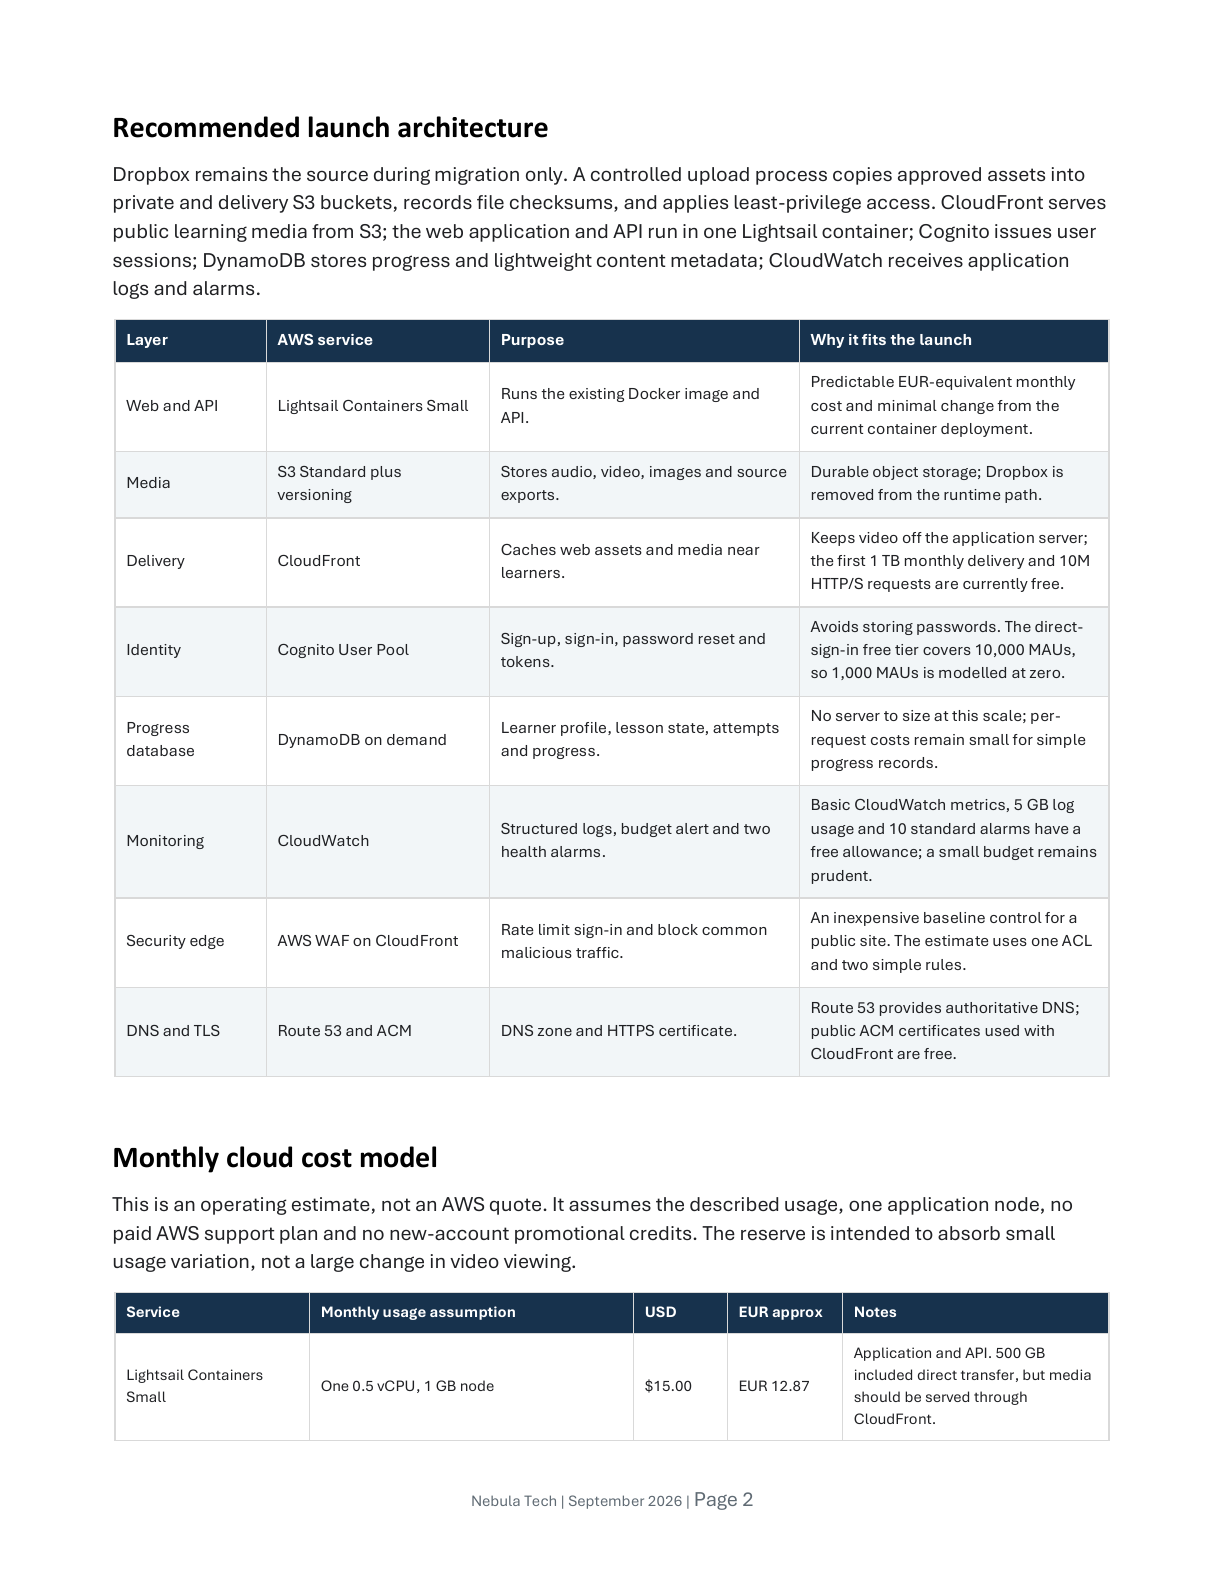 Recommended launch architecture
Dropbox remains the source during migration only. A controlled upload process copies approved assets into
private and delivery S3 buckets, records file checksums, and applies least-privilege access. CloudFront serves
public learning media from S3; the web application and API run in one Lightsail container; Cognito issues user
sessions; DynamoDB stores progress and lightweight content metadata; CloudWatch receives application
logs and alarms.
Layer
AWS service
Purpose
Why it fits the launch
Web and API
Lightsail Containers Small
Runs the existing Docker image and
API.
Predictable EUR-equivalent monthly
cost and minimal change from the
current container deployment.
Media
S3 Standard plus
versioning
Stores audio, video, images and source
exports.
Durable object storage; Dropbox is
removed from the runtime path.
Delivery
CloudFront
Caches web assets and media near
learners.
Keeps video off the application server;
the first 1 TB monthly delivery and 10M
HTTP/S requests are currently free.
Identity
Cognito User Pool
Sign-up, sign-in, password reset and
tokens.
Avoids storing passwords. The direct-
sign-in free tier covers 10,000 MAUs,
so 1,000 MAUs is modelled at zero.
Progress
database
DynamoDB on demand
Learner profile, lesson state, attempts
and progress.
No server to size at this scale; per-
request costs remain small for simple
progress records.
Monitoring
CloudWatch
Structured logs, budget alert and two
health alarms.
Basic CloudWatch metrics, 5 GB log
usage and 10 standard alarms have a
free allowance; a small budget remains
prudent.
Security edge
AWS WAF on CloudFront
Rate limit sign-in and block common
malicious traffic.
An inexpensive baseline control for a
public site. The estimate uses one ACL
and two simple rules.
DNS and TLS
Route 53 and ACM
DNS zone and HTTPS certificate.
Route 53 provides authoritative DNS;
public ACM certificates used with
CloudFront are free.
Monthly cloud cost model
This is an operating estimate, not an AWS quote. It assumes the described usage, one application node, no
paid AWS support plan and no new-account promotional credits. The reserve is intended to absorb small
usage variation, not a large change in video viewing.
Service
Monthly usage assumption
USD
EUR approx
Notes
Lightsail Containers
Small
One 0.5 vCPU, 1 GB node
$15.00
EUR 12.87
Application and API. 500 GB
included direct transfer, but media
should be served through
CloudFront.
Nebula Tech | September 2026 | Page 2